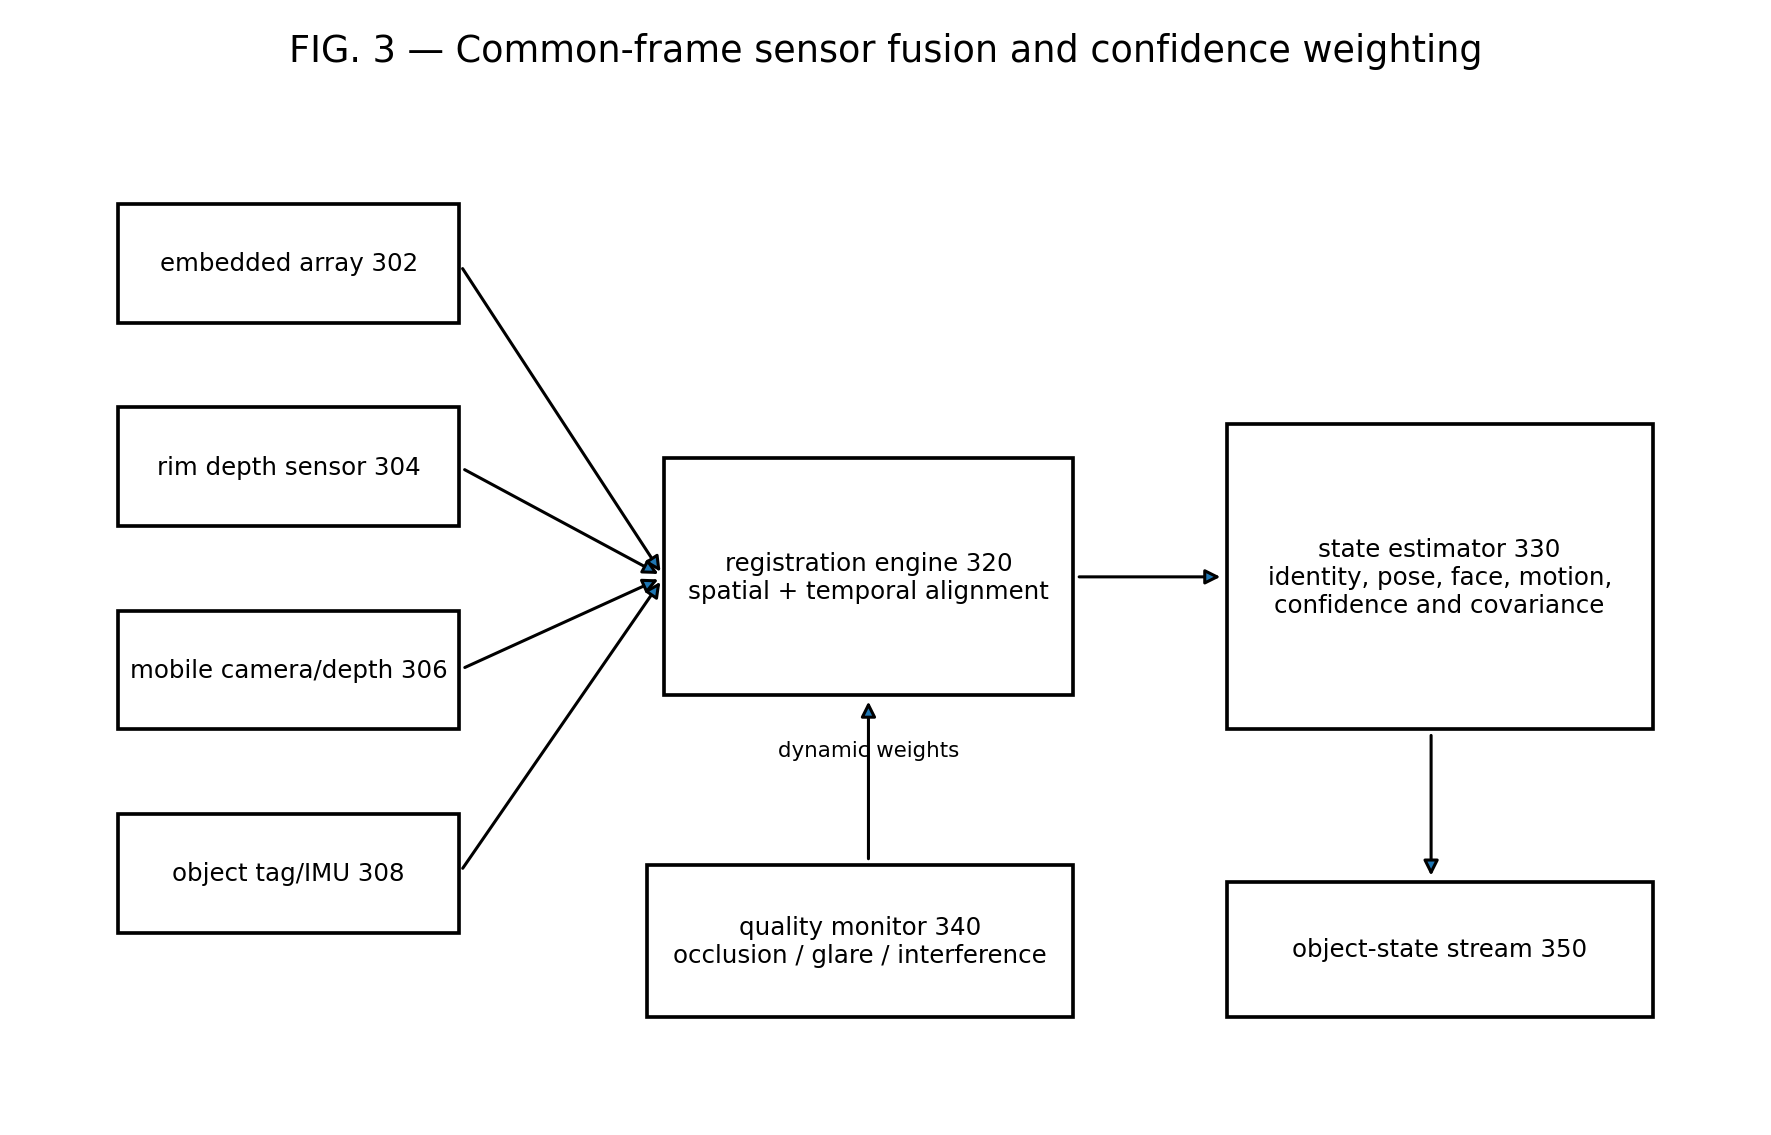 FIG. 3 — Common-frame sensor fusion and confidence weighting
embedded array 302
rim depth sensor 304
mobile camera/depth 306
object tag/IMU 308
registration engine 320
spatial + temporal alignment
dynamic weights
quality monitor 340
occlusion / glare / interference
state estimator 330
identity, pose, face, motion,
confidence and covariance
object-state stream 350